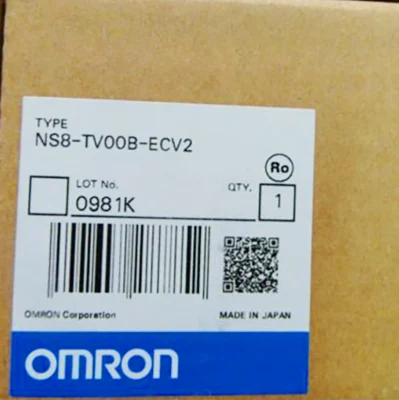 TYPE
NS8-TV00B-ECV2
Ro
LOT No.
QTY.
0981K
1
OMRON Corporation
MADE IN JAPAN
OMRON